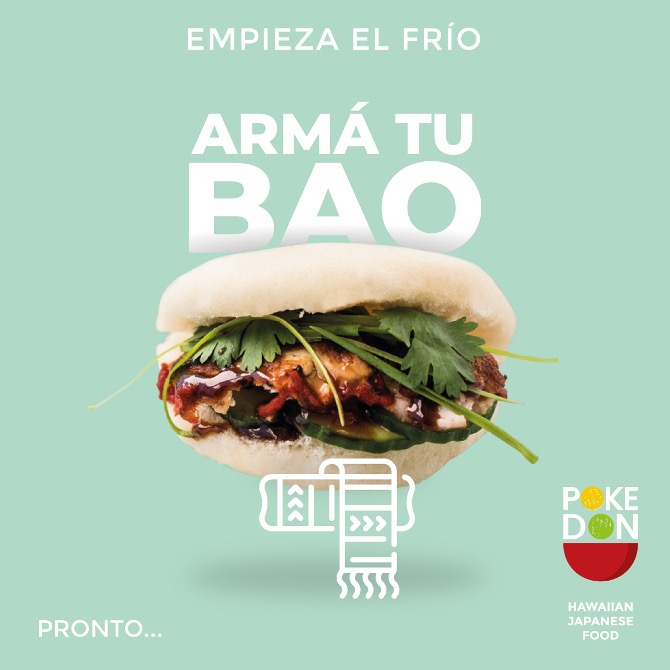 EMPIEZA EL FRÍO
ARMÁ TU
BAO
POKE
DON
HAWAIIAN
JAPANESE
FOOD
PRONTO...